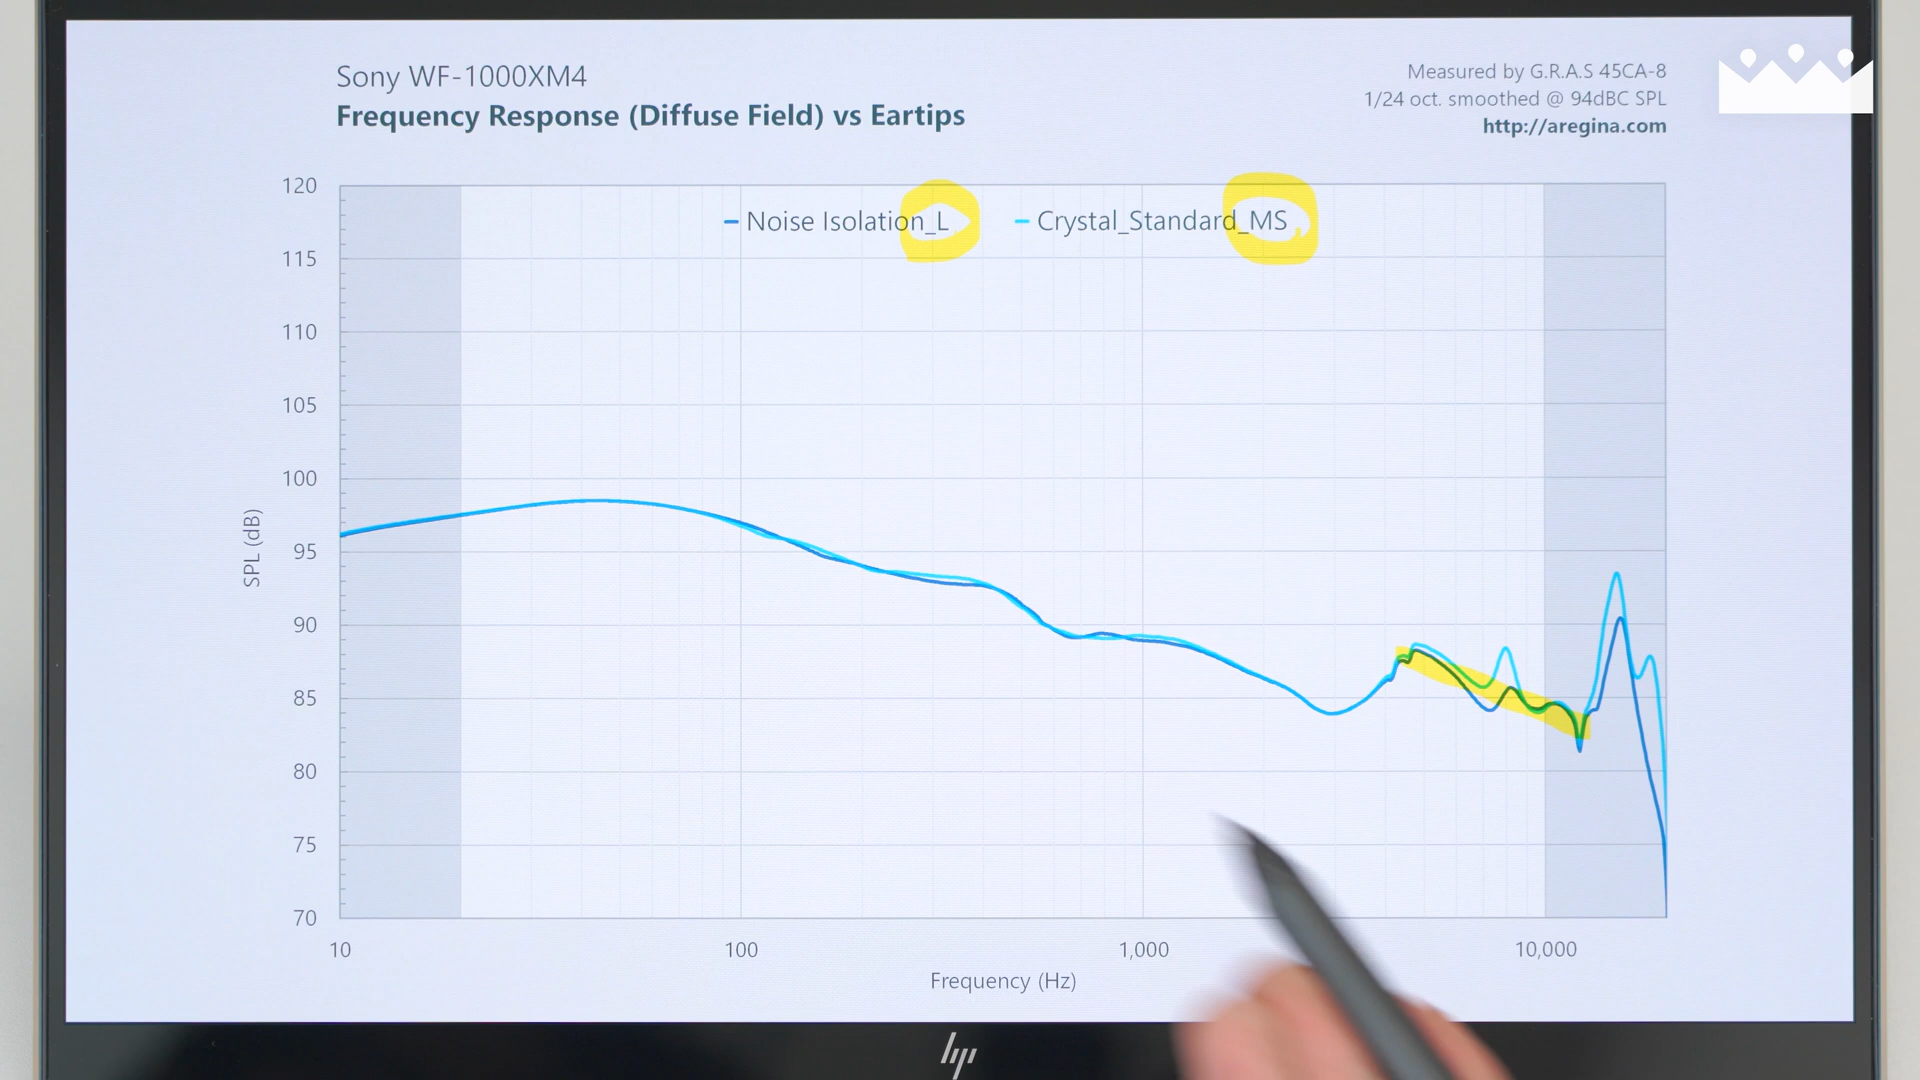 Sony WF-1000XM4
Frequency Response (Diffuse Field) vs Eartips
Measured by G.R.A.S 45CA-8
1/24 oct. smoothed @ 94dBC SPL
http://aregina.com
Noise Isolation_L
Crystal_Standard_MS
120
115
110
105
100
95
90
85
80
75
70
SPL (dB)
10
100
1,000
10,000
Frequency (Hz)
hp